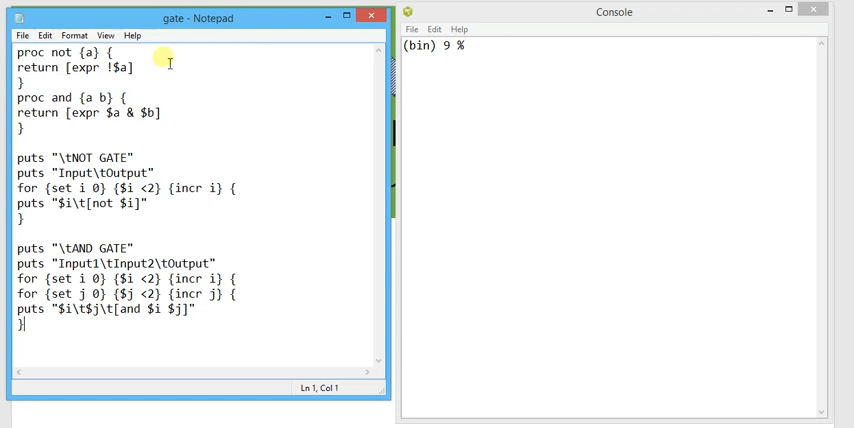 gate - Notepad
File Edit Format View Help
proc not {a} {
return [expr !$a]
}
proc and {a b} {
return [expr $a & $b]
}
puts "\tNOT GATE"
puts "Input\tOutput"
for {set i 0} {$i <2} {incr i} {
puts "$i\t[not $i]"
}
puts "\tAND GATE"
puts "Input1\tInput2\tOutput"
for {set i 0} {$i <2} {incr i} {
for {set j 0} {$j <2} {incr j} {
puts "$i\t$j\t[and $i $j]"
}
Ln 1, Col 1
Console
File Edit Help
(bin) 9 %